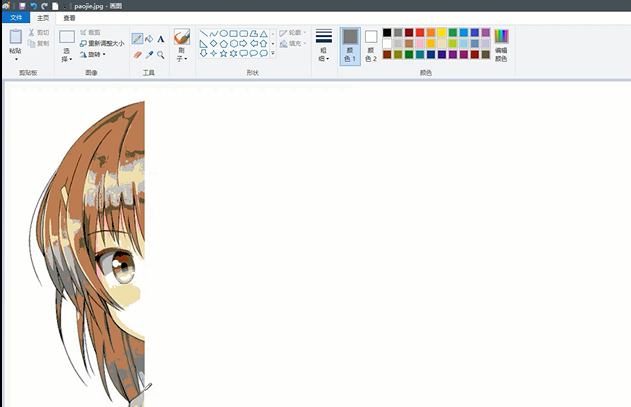 paojie.jpg - 画图
文件 主页 查看
粘贴
剪切
复制
剪贴板
选择
裁剪
重新调整大小
旋转
图像
A
工具
刷子
轮廓
填充
形状
粗细
颜色 1
颜色 2
编辑颜色
颜色